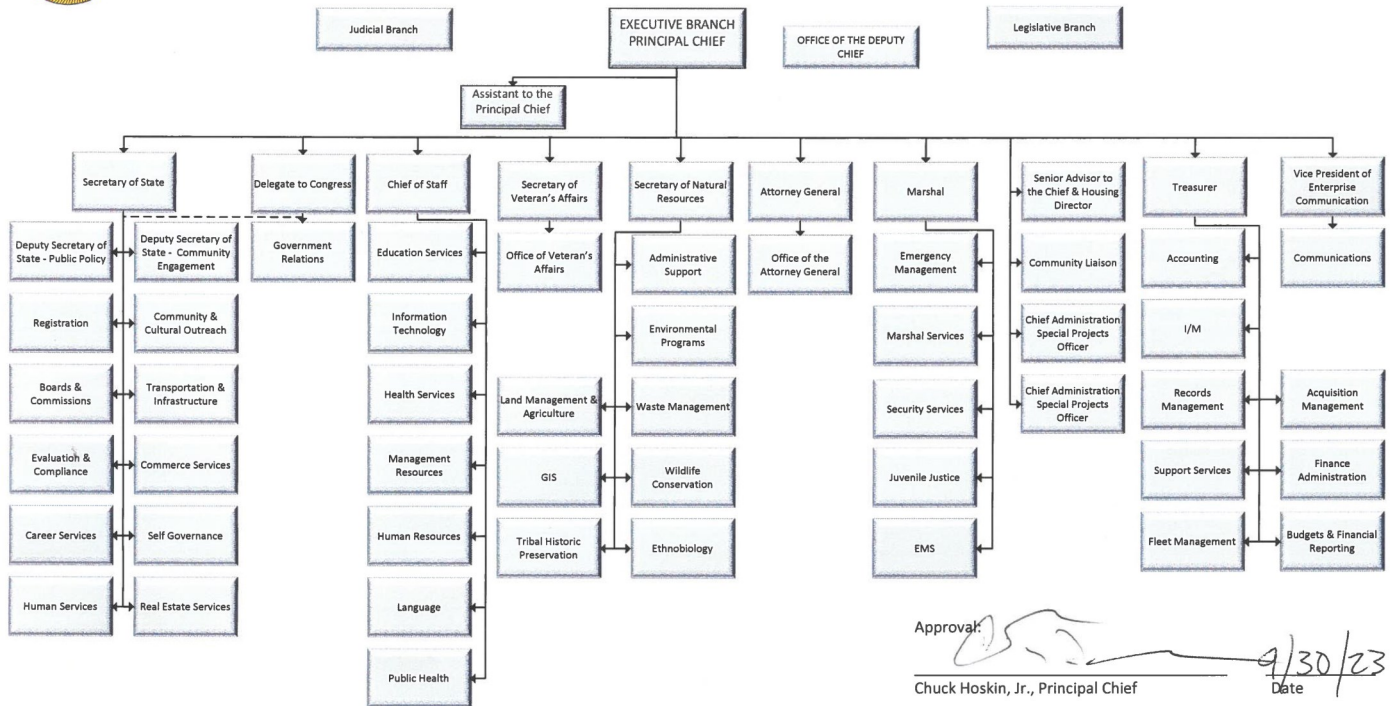 Judicial Branch
EXECUTIVE BRANCH
PRINCIPAL CHIEF
OFFICE OF THE DEPUTY
CHIEF
Legislative Branch
Assistant to the
Principal Chief
Secretary of State
Delegate to Congress
Chief of Staff
Secretary of
Veteran's Affairs
Secretary of Natural
Resources
Attorney General
Marshal
Senior Advisor to
the Chief & Housing
Director
Treasurer
Vice President of
Enterprise
Communication
Deputy Secretary of
State - Public Policy
Deputy Secretary of
State - Community
Engagement
Government
Relations
Education Services
Office of Veteran's
Affairs
Administrative
Support
Office of the
Attorney General
Emergency
Management
Community Liaison
Accounting
Communications
Registration
Community &
Cultural Outreach
Information
Technology
Environmental
Programs
Marshal Services
Chief Administration
Special Projects
Officer
I/M
Boards &
Commissions
Transportation &
Infrastructure
Health Services
Land Management &
Agriculture
Waste Management
Security Services
Chief Administration
Special Projects
Officer
Records
Management
Acquisition
Management
Evaluation &
Compliance
Commerce Services
Management
Resources
GIS
Wildlife
Conservation
Juvenile Justice
Support Services
Finance
Administration
Career Services
Self Governance
Human Resources
Tribal Historic
Preservation
Ethnobiology
EMS
Fleet Management
Budgets & Financial
Reporting
Human Services
Real Estate Services
Language
Public Health
Approval:
9/30/23
Chuck Hoskin, Jr., Principal Chief
Date